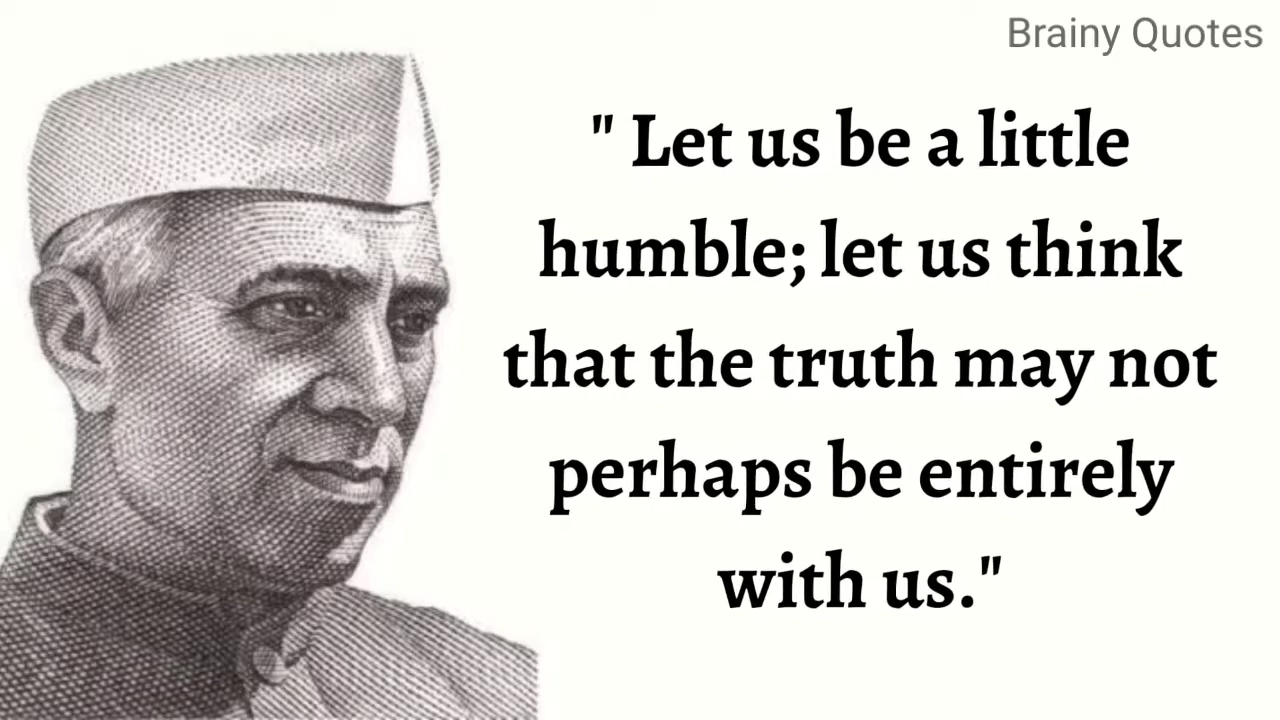 Brainy Quotes
" Let us be a little
humble; let us think
that the truth may not
perhaps be entirely
with us."